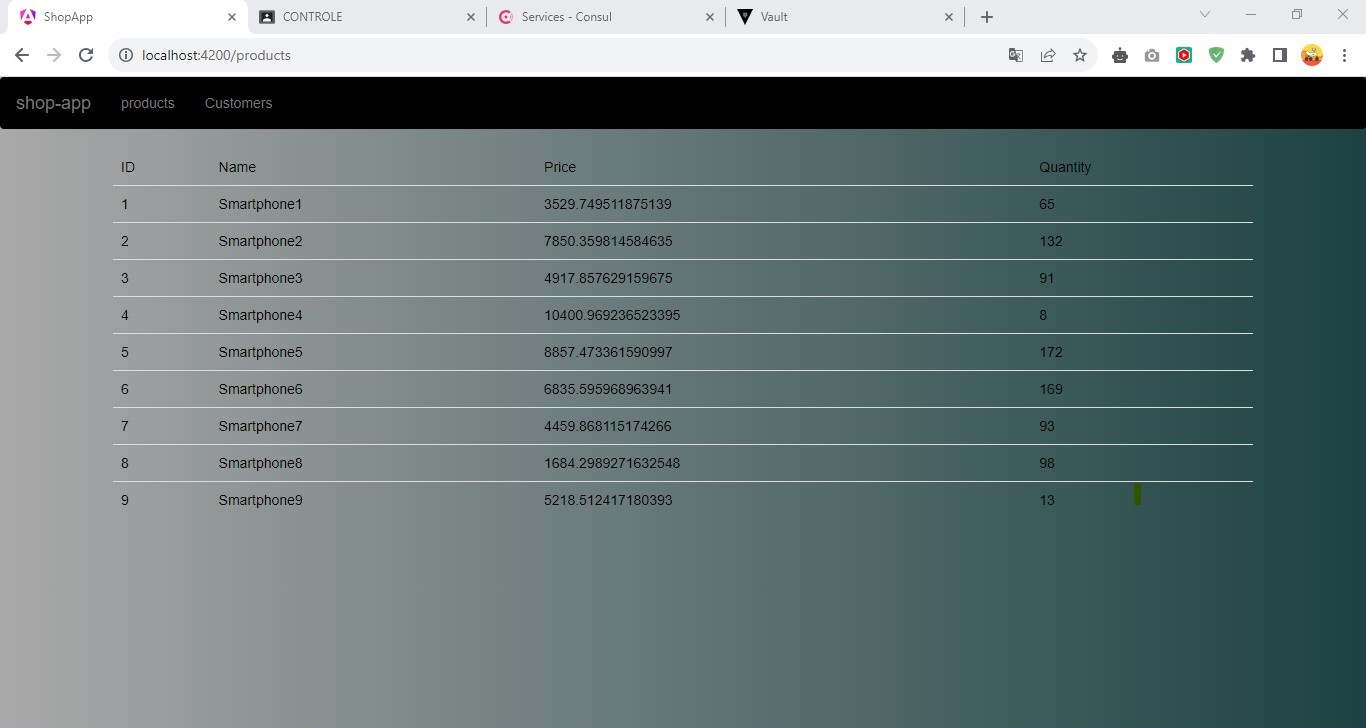 ShopApp CONTROLE Services - Consul Vault
localhost:4200/products
shop-app products Customers
ID Name Price Quantity
1 Smartphone1 3529.749511875139 65
2 Smartphone2 7850.359814584635 132
3 Smartphone3 4917.857629159675 91
4 Smartphone4 10400.969236523395 8
5 Smartphone5 8857.473361590997 172
6 Smartphone6 6835.595968963941 169
7 Smartphone7 4459.868115174266 93
8 Smartphone8 1684.2989271632548 98
9 Smartphone9 5218.512417180393 13